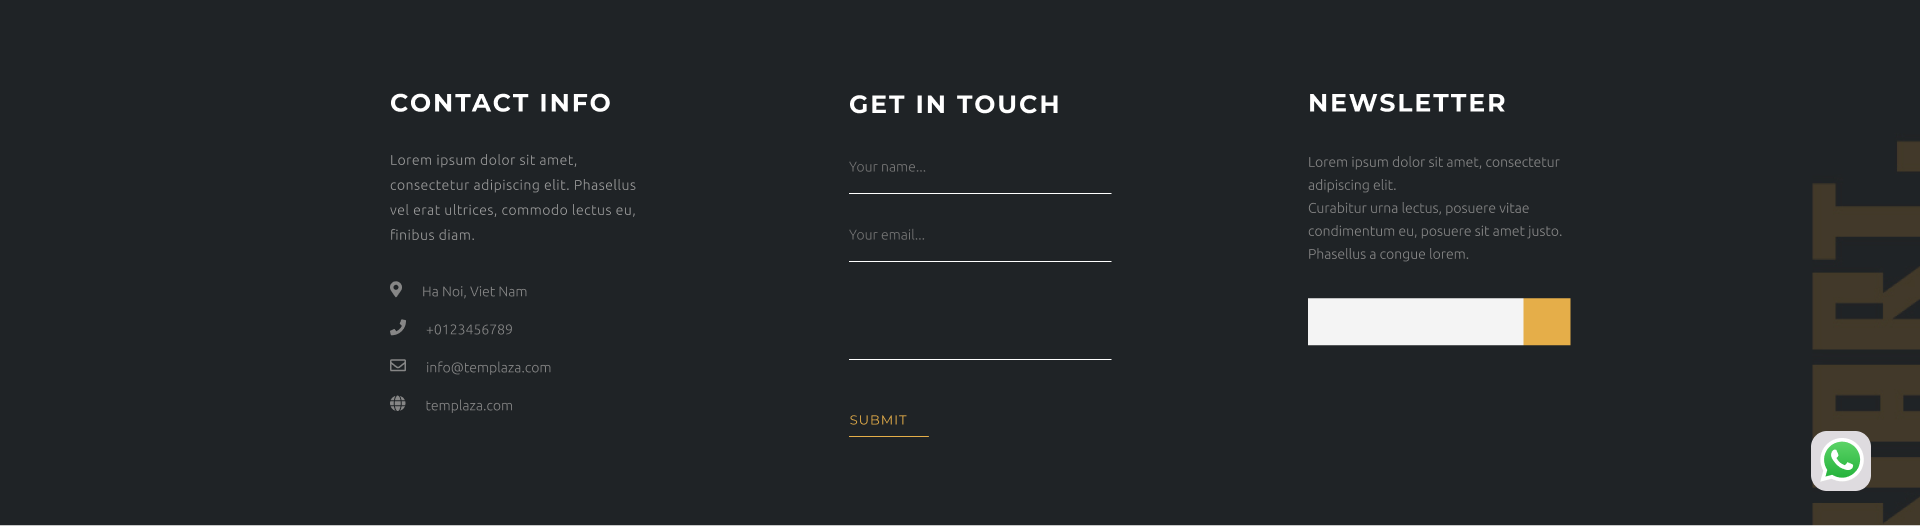 CONTACT INFO
Lorem ipsum dolor sit amet,
consectetur adipiscing elit. Phasellus
vel erat ultrices, commodo lectus eu,
finibus diam.
Ha Noi, Viet Nam
+0123456789
info@templaza.com
templaza.com
GET IN TOUCH
Your name...
Your email...
SUBMIT
NEWSLETTER
Lorem ipsum dolor sit amet, consectetur
adipiscing elit.
Curabitur urna lectus, posuere vitae
condimentum eu, posuere sit amet justo.
Phasellus a congue lorem.